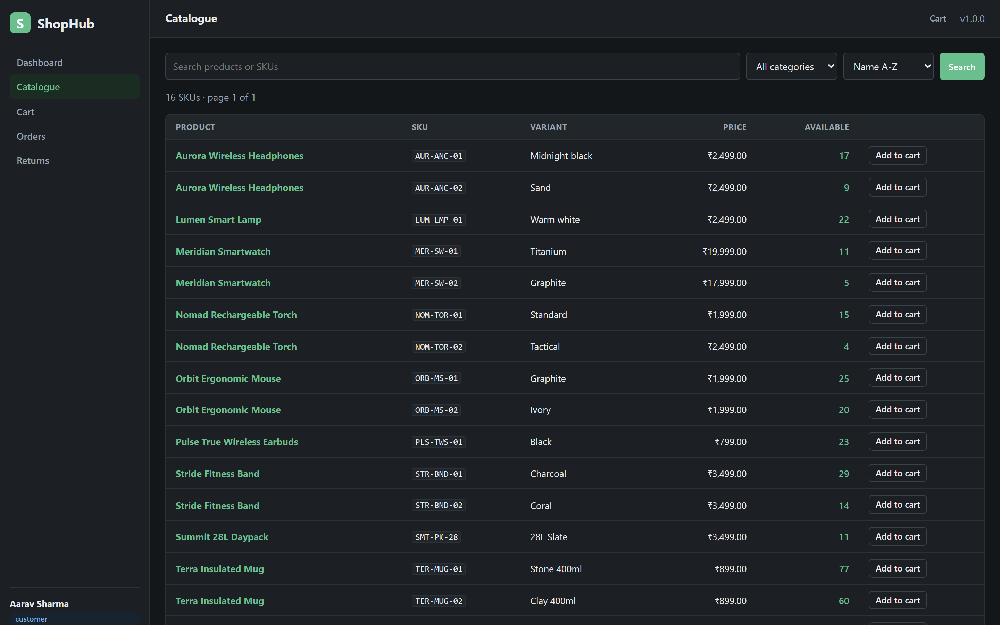 S ShopHub
Dashboard
Catalogue
Cart
Orders
Returns
Aarav Sharma
customer
Catalogue
Cart v1.0.0
Search products or SKUs All categories Name A-Z Search
16 SKUs · page 1 of 1
PRODUCT SKU VARIANT PRICE AVAILABLE
Aurora Wireless Headphones AUR-ANC-01 Midnight black ₹2,499.00 17 Add to cart
Aurora Wireless Headphones AUR-ANC-02 Sand ₹2,499.00 9 Add to cart
Lumen Smart Lamp LUM-LMP-01 Warm white ₹2,499.00 22 Add to cart
Meridian Smartwatch MER-SW-01 Titanium ₹19,999.00 11 Add to cart
Meridian Smartwatch MER-SW-02 Graphite ₹17,999.00 5 Add to cart
Nomad Rechargeable Torch NOM-TOR-01 Standard ₹1,999.00 15 Add to cart
Nomad Rechargeable Torch NOM-TOR-02 Tactical ₹2,499.00 4 Add to cart
Orbit Ergonomic Mouse ORB-MS-01 Graphite ₹1,999.00 25 Add to cart
Orbit Ergonomic Mouse ORB-MS-02 Ivory ₹1,999.00 20 Add to cart
Pulse True Wireless Earbuds PLS-TWS-01 Black ₹799.00 23 Add to cart
Stride Fitness Band STR-BND-01 Charcoal ₹3,499.00 29 Add to cart
Stride Fitness Band STR-BND-02 Coral ₹3,499.00 14 Add to cart
Summit 28L Daypack SMT-PK-28 28L Slate ₹3,499.00 11 Add to cart
Terra Insulated Mug TER-MUG-01 Stone 400ml ₹899.00 77 Add to cart
Terra Insulated Mug TER-MUG-02 Clay 400ml ₹899.00 60 Add to cart